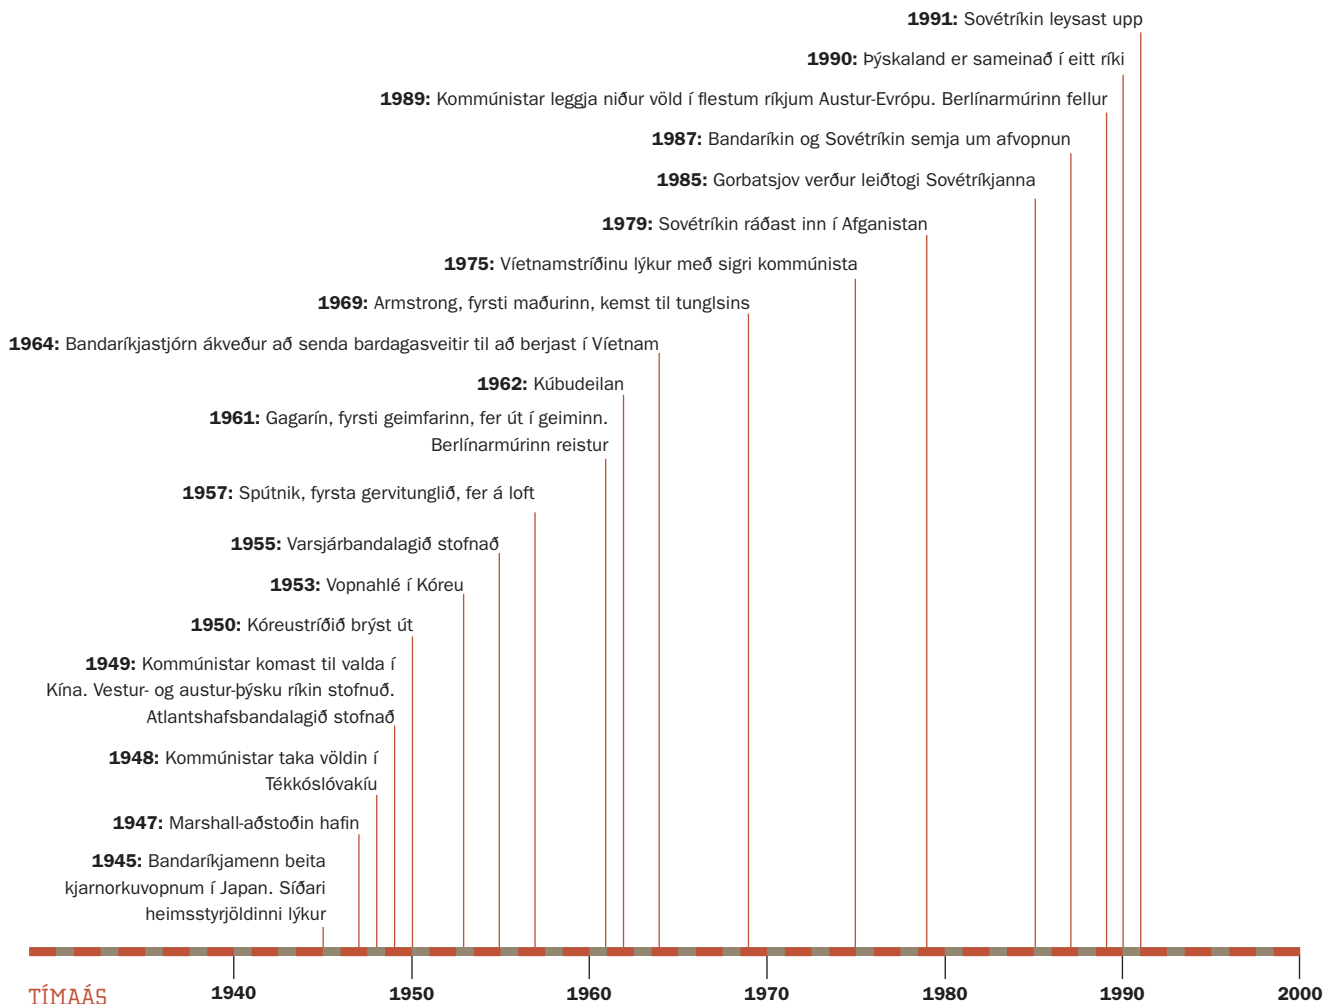 1991: Sovétríkin leysast upp
1990: Þýskaland er sameinað í eitt ríki
1989: Kommúnistar leggja niður völd í flestum ríkjum Austur-Evrópu. Berlínarmúrinn fellur
1987: Bandaríkin og Sovétríkin semja um afvopnun
1985: Gorbatsjov verður leiðtogi Sovétríkjanna
1979: Sovétríkin ráðast inn í Afganistan
1975: Víetnamstríðinu lýkur með sigri kommúnista
1969: Armstrong, fyrsti maðurinn, kemst til tunglsins
1964: Bandaríkjastjórn ákveður að senda bardagasveitir til að berjast í Víetnam
1962: Kúbudeilan
1961: Gagarín, fyrsti geimfarinn, fer út í geiminn.
Berlínarmúrinn reistur
1957: Spútnik, fyrsta gervitunglið, fer á loft
1955: Varsjárbandalagið stofnað
1953: Vopnahlé í Kóreu
1950: Kóreustríðið brýst út
1949: Kommúnistar komast til valda í
Kína. Vestur- og austur-þýsku ríkin stofnuð.
Atlantshafsbandalagið stofnað
1948: Kommúnistar taka völdin í
Tékkóslóvakíu
1947: Marshall-aðstoðin hafin
1945: Bandaríkjamenn beita
kjarnorkuvopnum í Japan. Síðari
heimsstyrjöldinni lýkur
TÍMAÁS 1940 1950 1960 1970 1980 1990 2000